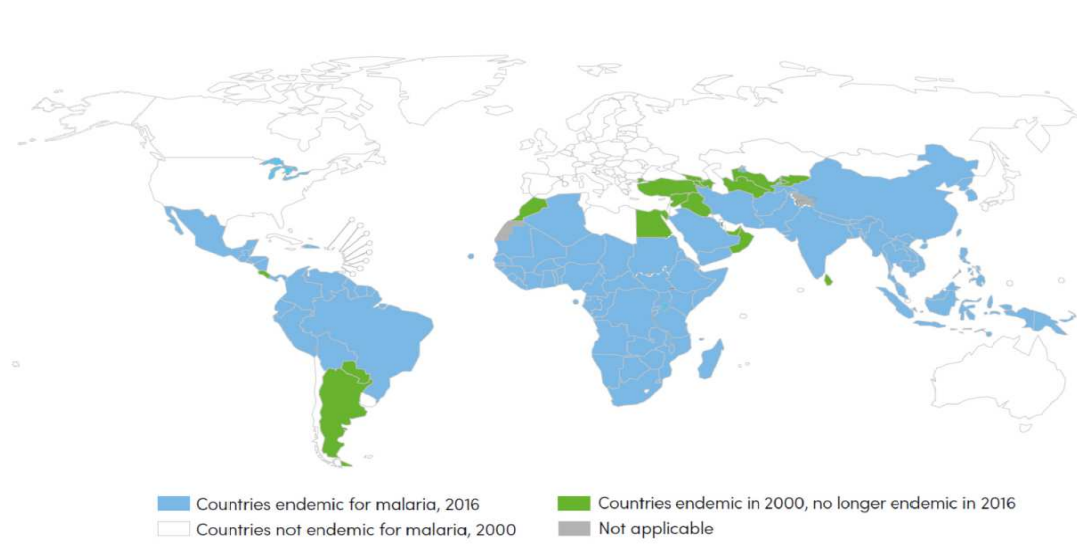 Countries endemic for malaria, 2016
Countries endemic in 2000, no longer endemic in 2016
Countries not endemic for malaria, 2000
Not applicable